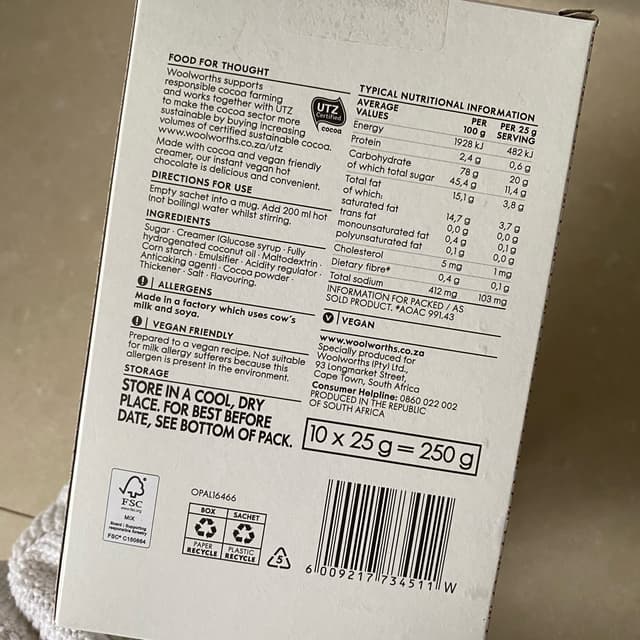 FOOD FOR THOUGHT
Woolworths supports
responsible cocoa farming
and works together with UTZ
to make the cocoa sector more
sustainable by buying increasing
volumes of certified sustainable cocoa.
www.woolworths.co.za/utz
Made with cocoa and vegan friendly
creamer, our instant vegan hot
chocolate is delicious and convenient.
UTZ
Certified
cocoa
DIRECTIONS FOR USE
Empty sachet into a mug. Add 200 ml hot
(not boiling) water whilst stirring.
INGREDIENTS
Sugar · Creamer (Glucose syrup · Fully
hydrogenated coconut oil · Maltodextrin ·
Corn starch · Emulsifier · Acidity regulator ·
Anticaking agent) · Cocoa powder ·
Thickener · Salt · Flavouring.
! | ALLERGENS
Made in a factory which uses cow's
milk and soya.
! | VEGAN FRIENDLY
Prepared to a vegan recipe. Not suitable
for milk allergy sufferers because this
allergen is present in the environment.
STORAGE
STORE IN A COOL, DRY
PLACE. FOR BEST BEFORE
DATE, SEE BOTTOM OF PACK.
TYPICAL NUTRITIONAL INFORMATION
AVERAGE VALUES PER 100 g PER 25 g SERVING
Energy 1928 kJ 482 kJ
Protein 2,4 g 0,6 g
Carbohydrate 78 g 20 g
of which total sugar 45,4 g 11,4 g
Total fat 15,1 g 3,8 g
of which:
saturated fat 14,7 g 3,7 g
trans fat 0,0 g 0,0 g
monounsaturated fat 0,4 g 0,1 g
polyunsaturated fat 0,1 g 0,0 g
Cholesterol 5 mg 1 mg
Dietary fibre* 0,4 g 0,1 g
Total sodium 412 mg 103 mg
INFORMATION FOR PACKED / AS
SOLD PRODUCT. *AOAC 991.43
V | VEGAN
www.woolworths.co.za
Specially produced for
Woolworths (Pty) Ltd.,
93 Longmarket Street,
Cape Town, South Africa
Consumer Helpline: 0860 022 002
PRODUCED IN THE REPUBLIC
OF SOUTH AFRICA
10 x 25 g = 250 g
FSC
www.fsc.org
MIX
Board | Supporting
responsible forestry
FSC® C150864
OPAL16466
BOX SACHET
PAPER PLASTIC
RECYCLE RECYCLE
5
6 009217 734511 W